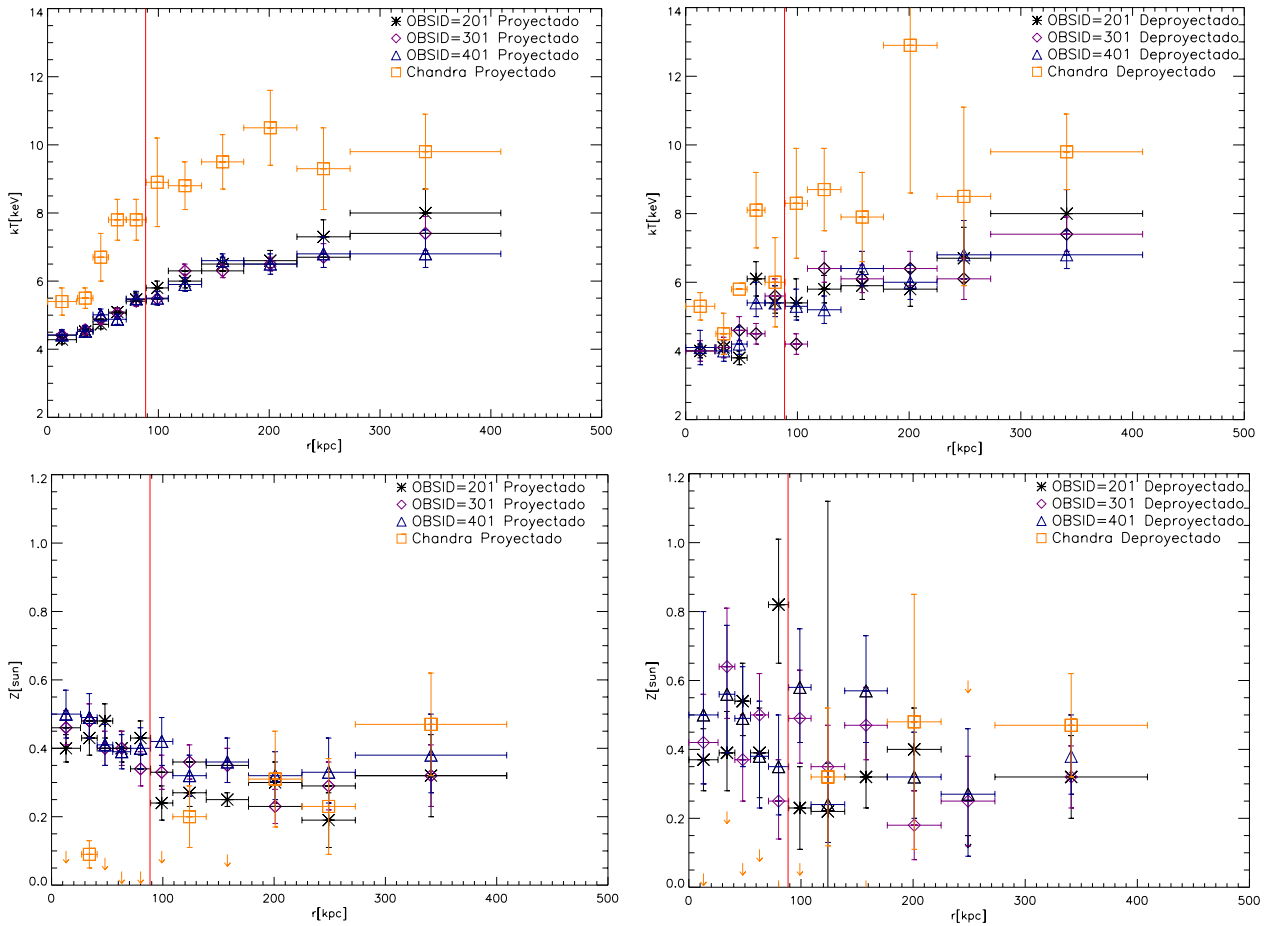 14
12
10
8
6
4
2
kT[keV]
OBSID=201 Proyectado
OBSID=301 Proyectado
OBSID=401 Proyectado
Chandra Proyectado
0 100 200 300 400 500
r[kpc]
14
12
10
8
6
4
2
kT[keV]
OBSID=201 Deproyectado
OBSID=301 Deproyectado
OBSID=401 Deproyectado
Chandra Deproyectado
0 100 200 300 400 500
r[kpc]
1.2
1.0
0.8
0.6
0.4
0.2
0.0
Z[sun]
OBSID=201 Proyectado
OBSID=301 Proyectado
OBSID=401 Proyectado
Chandra Proyectado
0 100 200 300 400 500
r[kpc]
1.2
1.0
0.8
0.6
0.4
0.2
0.0
Z[sun]
OBSID=201 Deproyectado
OBSID=301 Deproyectado
OBSID=401 Deproyectado
Chandra Deproyectado
0 100 200 300 400 500
r[kpc]